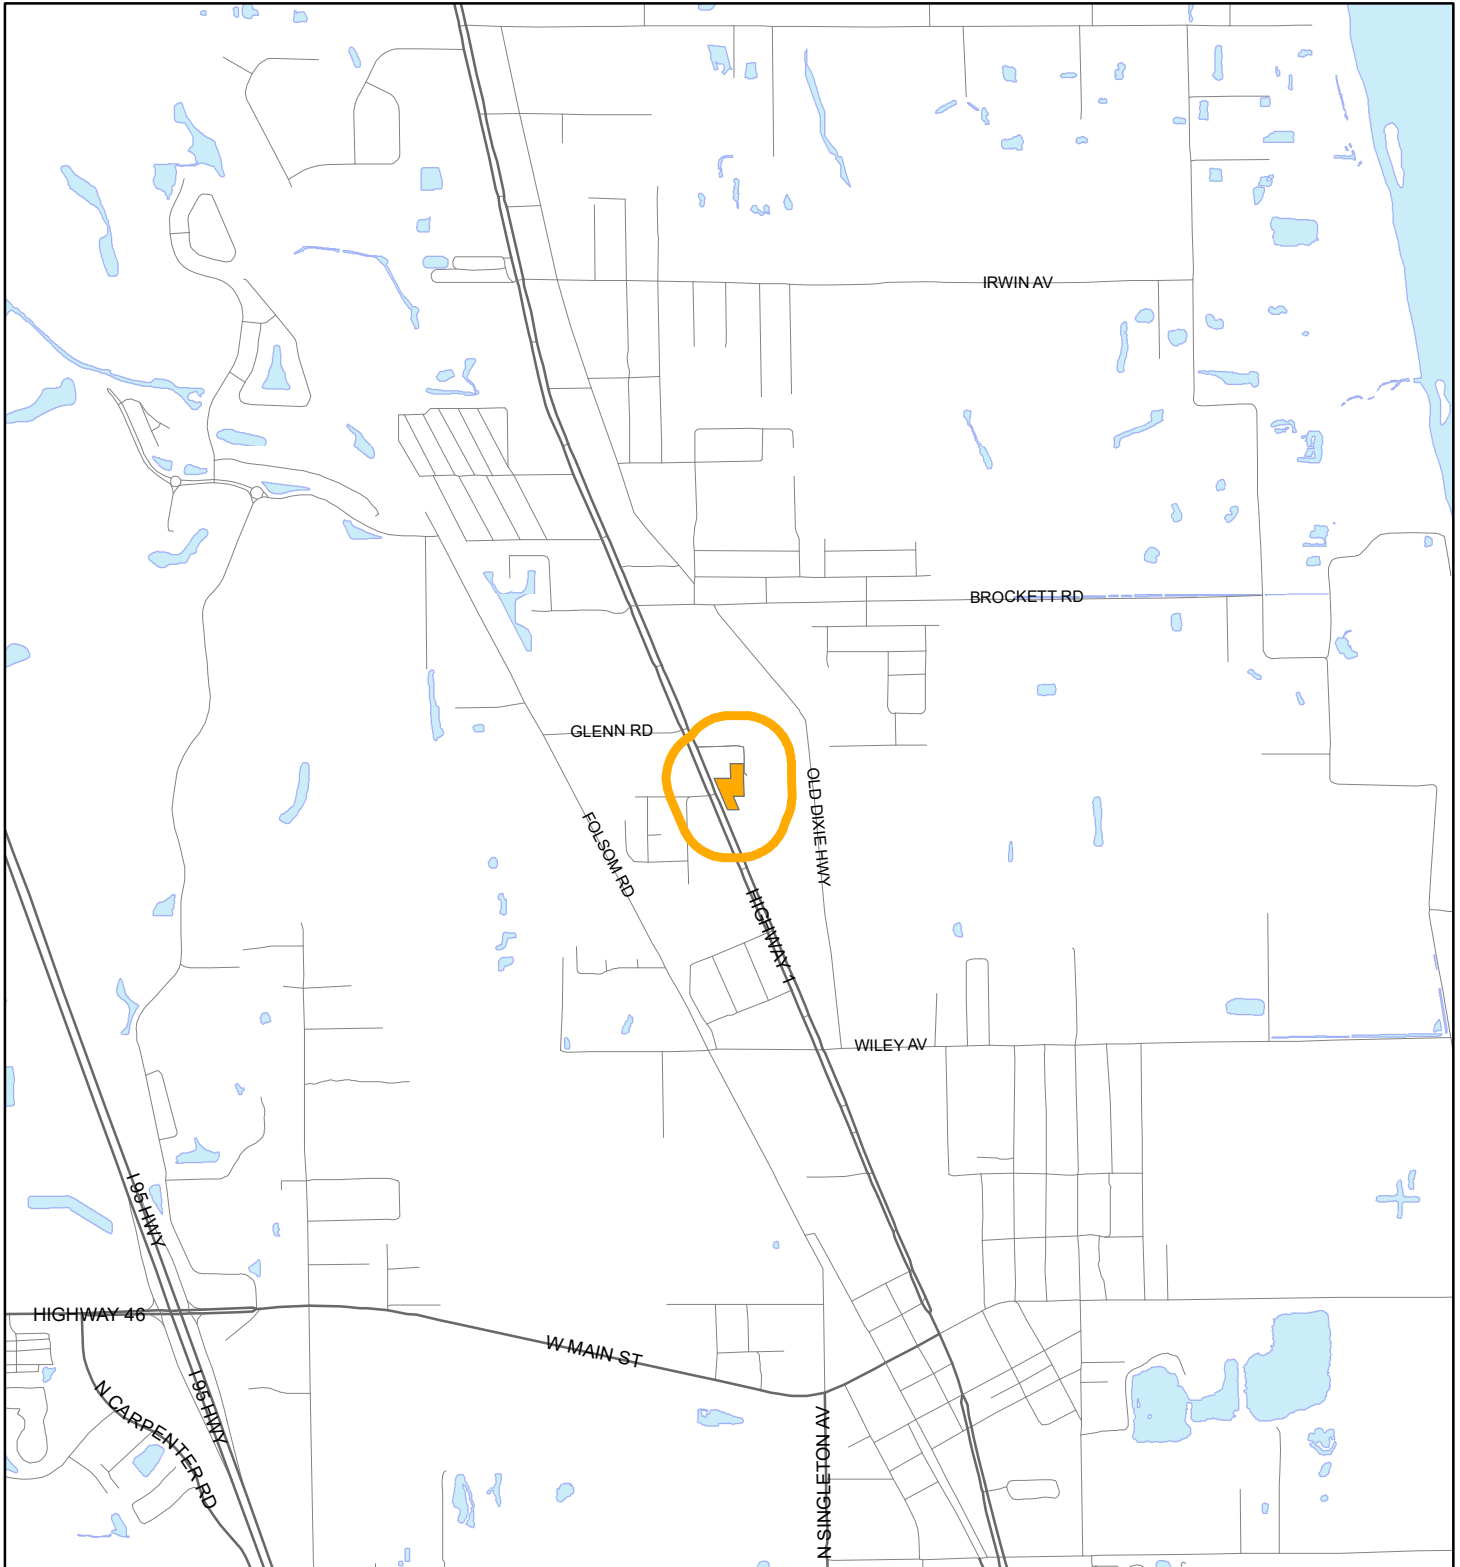 IRWIN AV
BROCKETT RD
GLENN RD
OLD DIXIE HWY
FOLSOM RD
HIGHWAY 1
WILEY AV
I 95 HWY
HIGHWAY 46
W MAIN ST
I 95 HWY
N CARPENTER RD
N SINGLETON AV